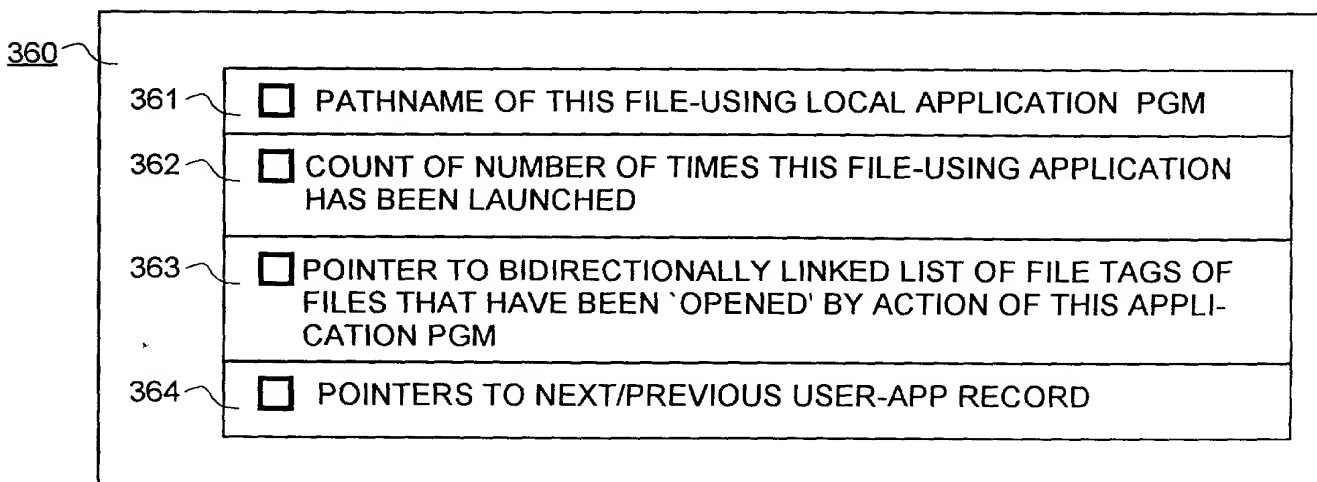 360
361 PATHNAME OF THIS FILE-USING LOCAL APPLICATION PGM
362 COUNT OF NUMBER OF TIMES THIS FILE-USING APPLICATION
HAS BEEN LAUNCHED
363 POINTER TO BIDIRECTIONALLY LINKED LIST OF FILE TAGS OF
FILES THAT HAVE BEEN `OPENED' BY ACTION OF THIS APPLI-
CATION PGM
364 POINTERS TO NEXT/PREVIOUS USER-APP RECORD